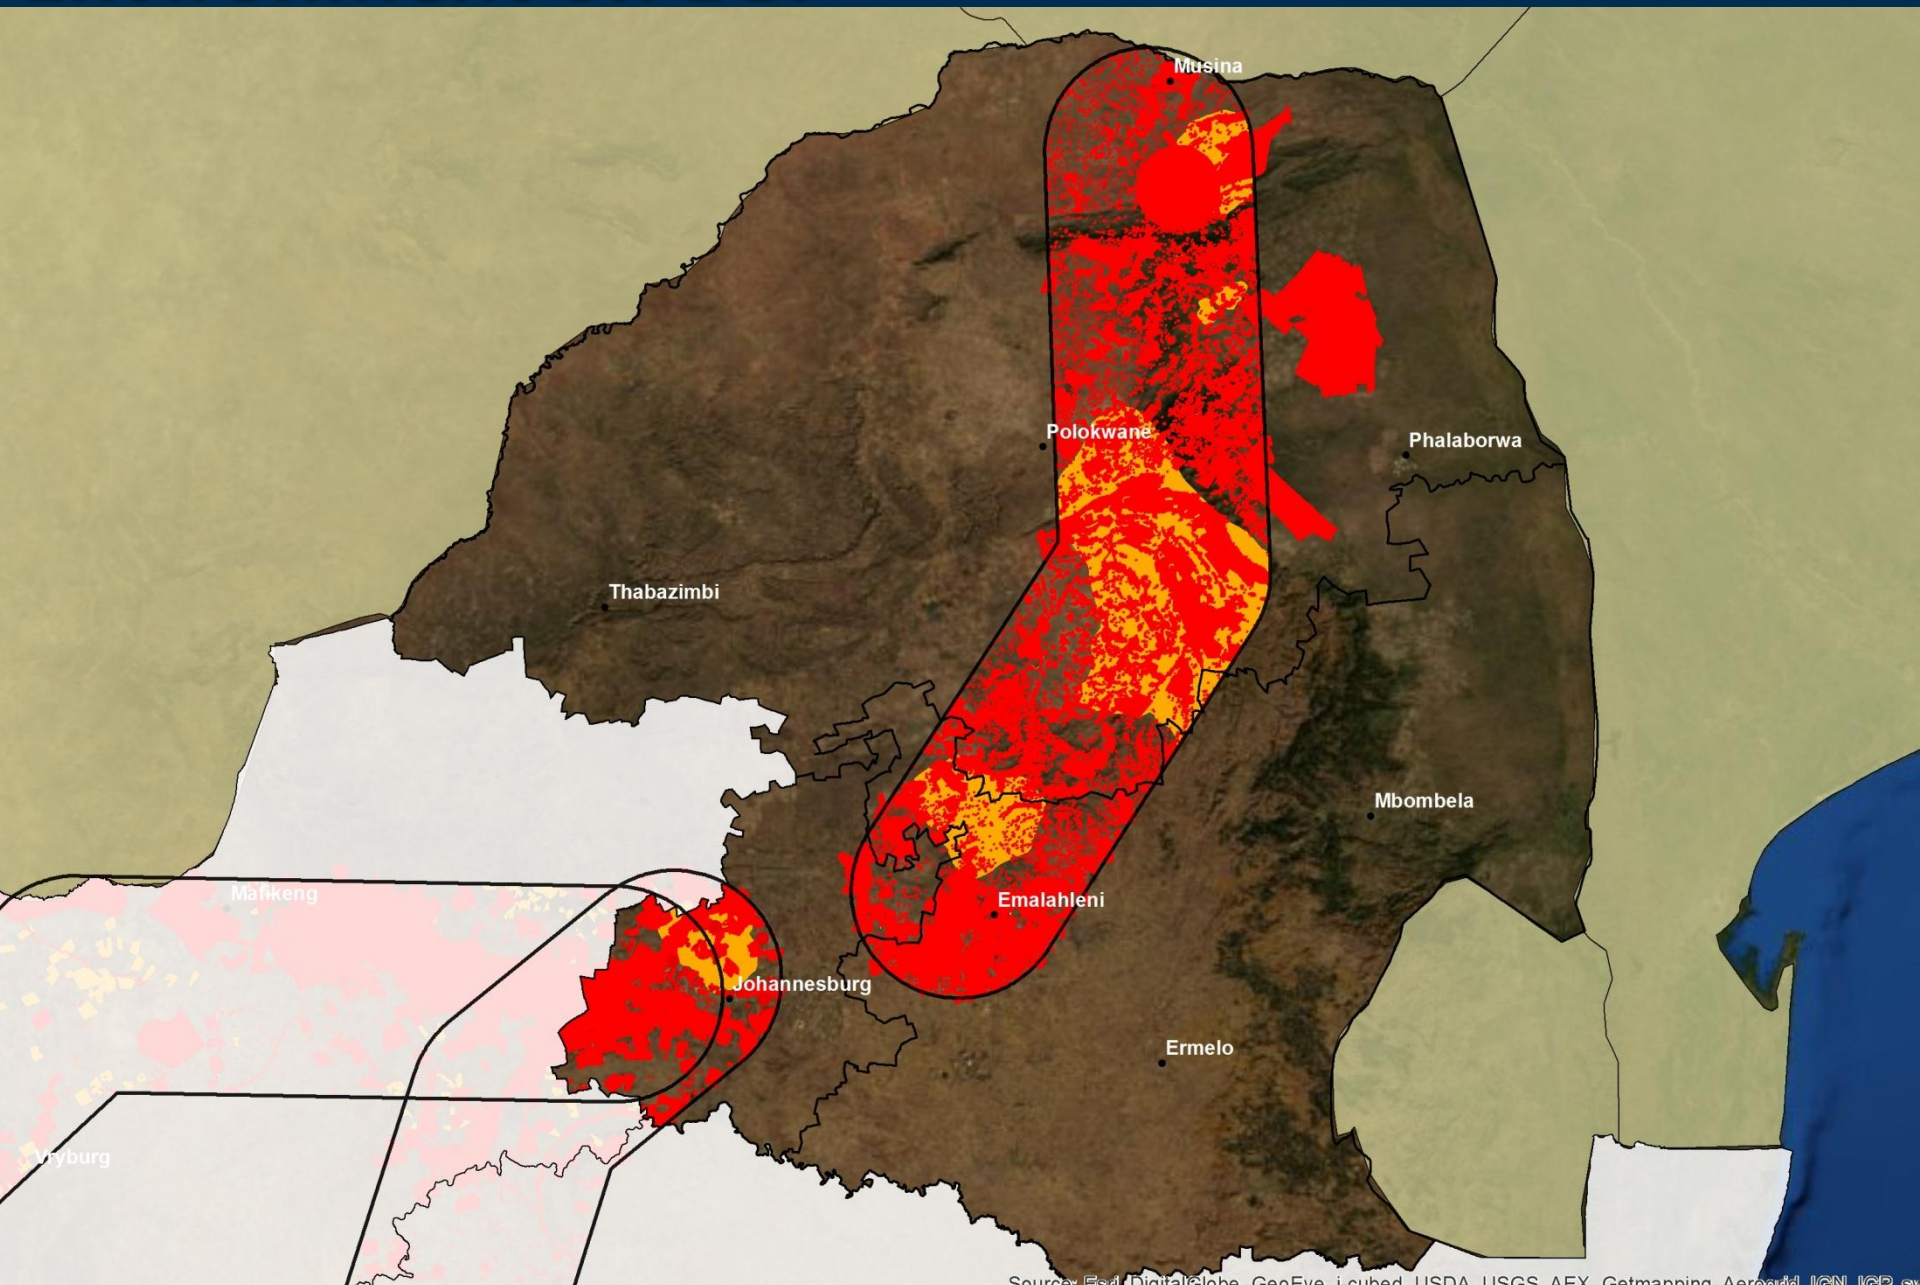 Musina
Polokwane
Phalaborwa
Thabazimbi
Mbombela
Mafikeng
Emalahleni
Johannesburg
Ermelo
Vryburg
Source: Esri, DigitalGlobe, GeoEye, i-cubed, USDA, USGS, AEX, Getmapping, Aerogrid, IGN, IGP, sw